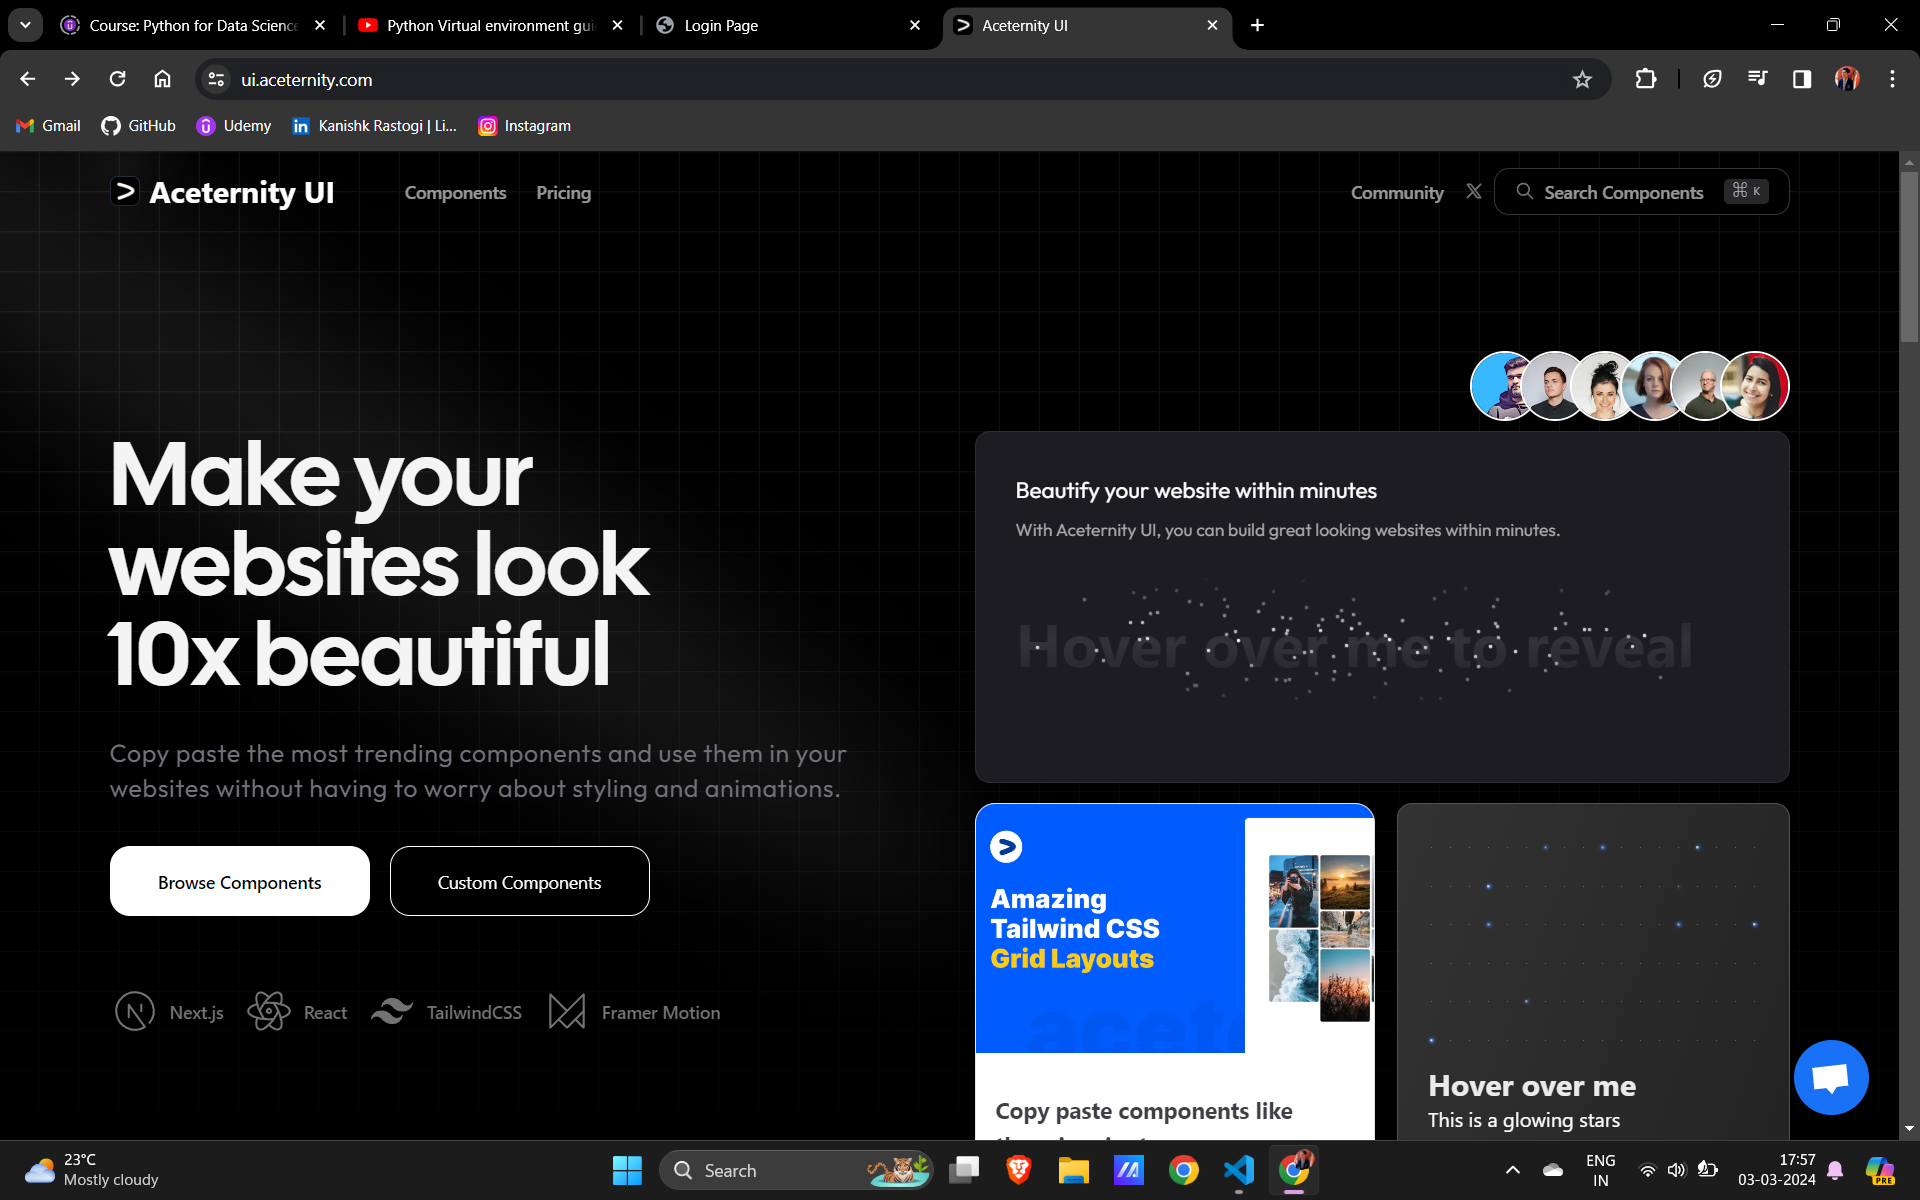 Course: Python for Data Science
Python Virtual environment gui
Login Page
Aceternity UI
ui.aceternity.com
Gmail
GitHub
Udemy
Kanishk Rastogi | Li...
Instagram
Aceternity UI
Components
Pricing
Community
Search Components
⌘ K
Make your
websites look
10x beautiful
Copy paste the most trending components and use them in your
websites without having to worry about styling and animations.
Browse Components
Custom Components
Next.js
React
TailwindCSS
Framer Motion
Beautify your website within minutes
With Aceternity UI, you can build great looking websites within minutes.
Hover over me to reveal
Amazing
Tailwind CSS
Grid Layouts
Copy paste components like
Hover over me
This is a glowing stars
23°C
Mostly cloudy
Search
ENG
IN
17:57
03-03-2024
PRE